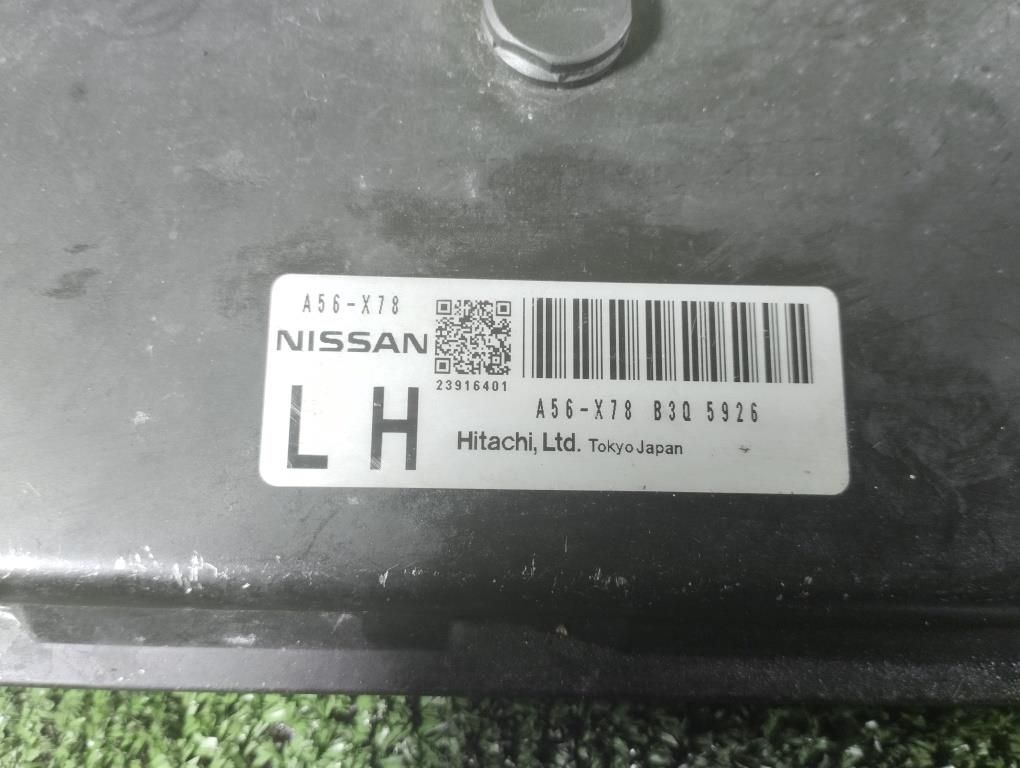 A56-X78
NISSAN
23916401
LH
A56-X78 B3Q 5926
Hitachi, Ltd. Tokyo Japan